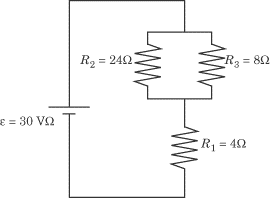 R₂ = 24Ω
R₃ = 8Ω
ε = 30 VΩ
R₁ = 4Ω